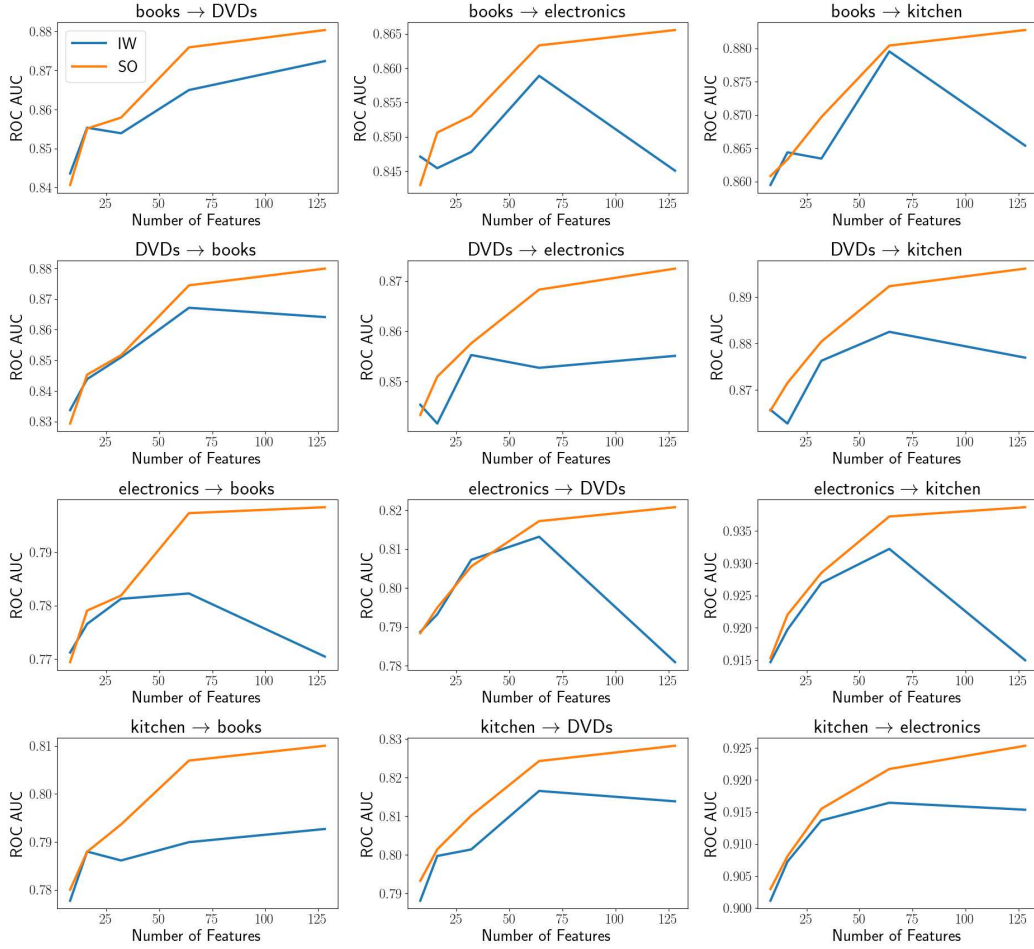 books → DVDs
books → electronics
books → kitchen
IW
SO
ROC AUC
0.88
0.87
0.86
0.85
0.84
25 50 75 100 125
Number of Features
ROC AUC
0.865
0.860
0.855
0.850
0.845
25 50 75 100 125
Number of Features
ROC AUC
0.880
0.875
0.870
0.865
0.860
25 50 75 100 125
Number of Features
DVDs → books
DVDs → electronics
DVDs → kitchen
ROC AUC
0.88
0.87
0.86
0.85
0.84
0.83
25 50 75 100 125
Number of Features
ROC AUC
0.87
0.86
0.85
25 50 75 100 125
Number of Features
ROC AUC
0.89
0.88
0.87
25 50 75 100 125
Number of Features
electronics → books
electronics → DVDs
electronics → kitchen
ROC AUC
0.79
0.78
0.77
25 50 75 100 125
Number of Features
ROC AUC
0.82
0.81
0.80
0.79
0.78
25 50 75 100 125
Number of Features
ROC AUC
0.935
0.930
0.925
0.920
0.915
25 50 75 100 125
Number of Features
kitchen → books
kitchen → DVDs
kitchen → electronics
ROC AUC
0.81
0.80
0.79
0.78
25 50 75 100 125
Number of Features
ROC AUC
0.83
0.82
0.81
0.80
0.79
25 50 75 100 125
Number of Features
ROC AUC
0.925
0.920
0.915
0.910
0.905
0.900
25 50 75 100 125
Number of Features